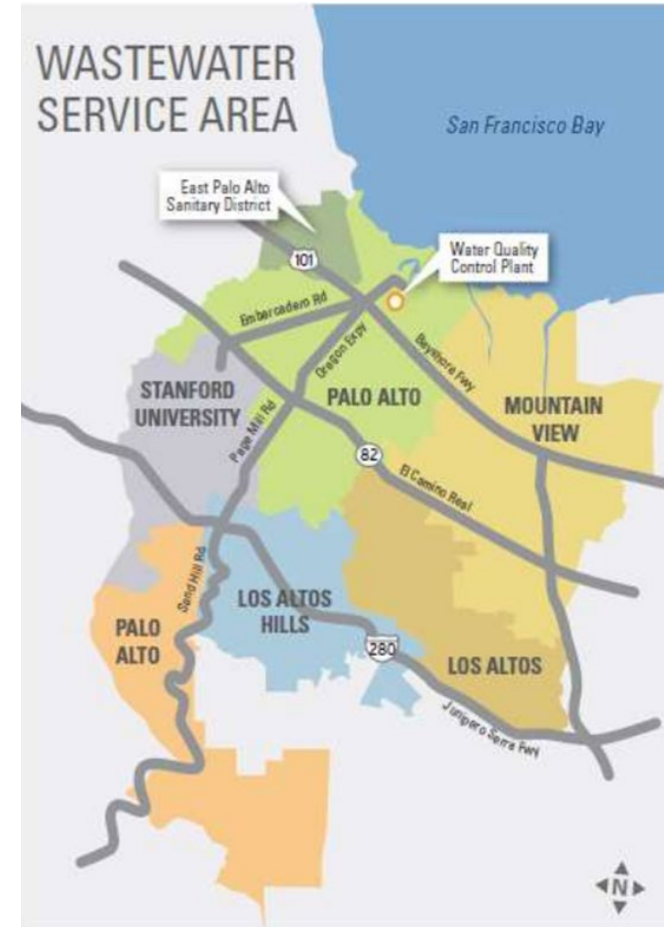 WASTEWATER
SERVICE AREA
San Francisco Bay
East Palo Alto
Sanitary District
Water Quality
Control Plant
101
Embarcadero Rd
Oregon Expy
Bayshore Fwy
STANFORD
UNIVERSITY
PALO ALTO
MOUNTAIN
VIEW
Page Mill Rd
82
El Camino Real
Sand Hill Rd
LOS ALTOS
HILLS
PALO
ALTO
280
LOS ALTOS
Junipero Serra Fwy
N